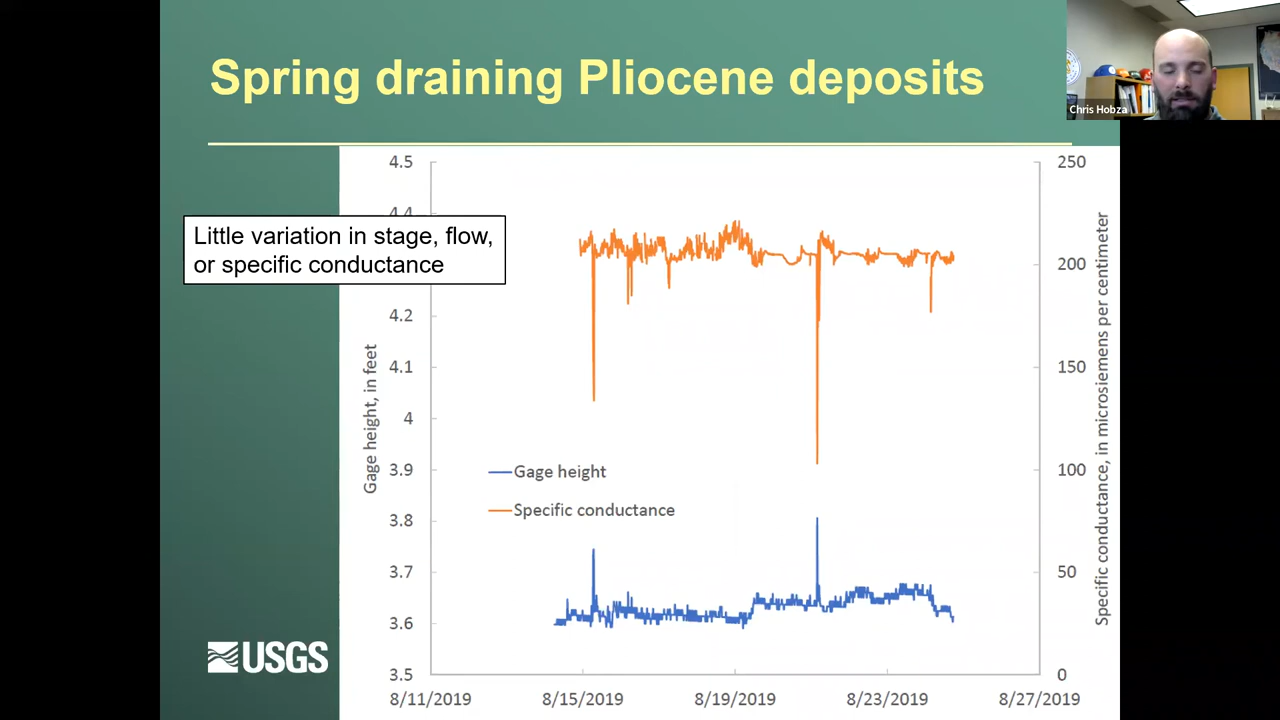 Spring draining Pliocene deposits
Chris Hobza
Little variation in stage, flow,
or specific conductance
4.5
4.4
4.2
4.1
4
3.9
3.8
3.7
3.6
3.5
Gage height, in feet
250
200
150
100
50
0
Specific conductance, in microsiemens per centimeter
Gage height
Specific conductance
8/11/2019
8/15/2019
8/19/2019
8/23/2019
8/27/2019
USGS